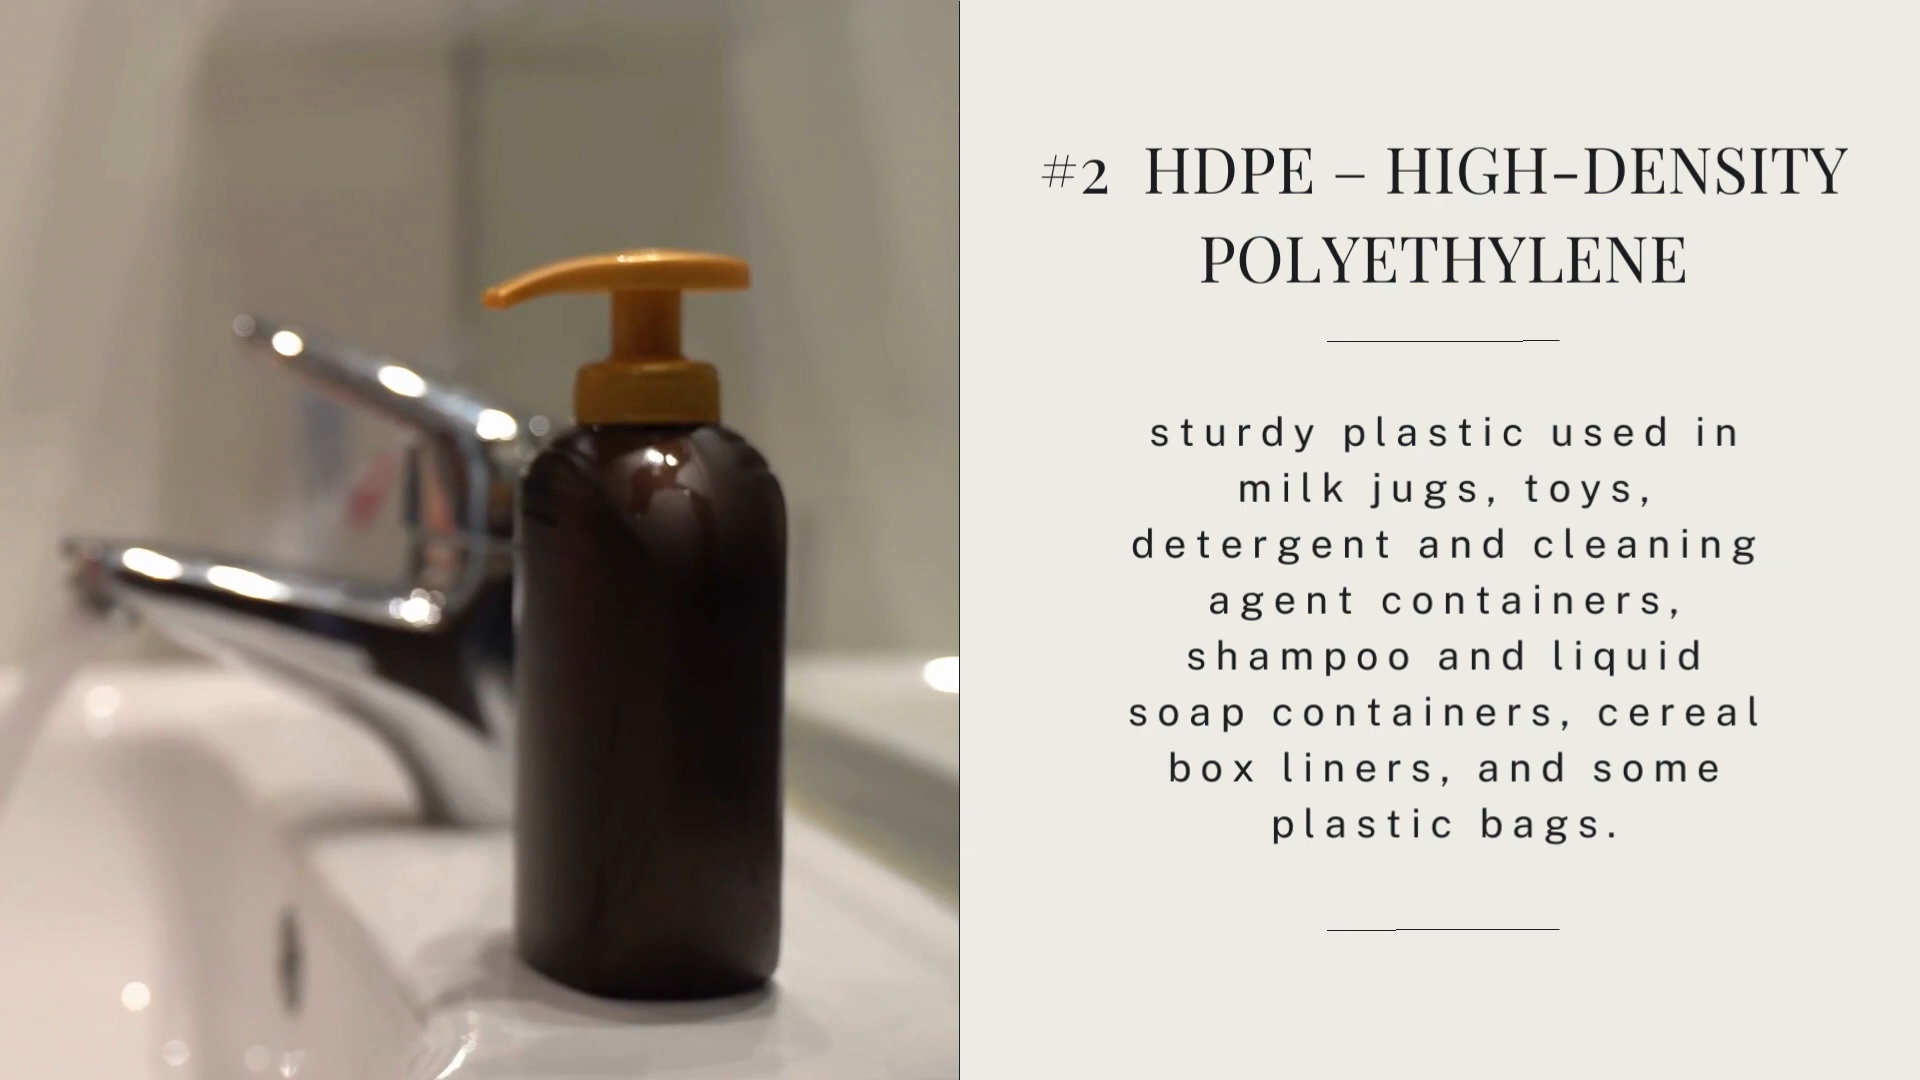 #2 HDPE – HIGH-DENSITY
POLYETHYLENE
sturdy plastic used in
milk jugs, toys,
detergent and cleaning
agent containers,
shampoo and liquid
soap containers, cereal
box liners, and some
plastic bags.